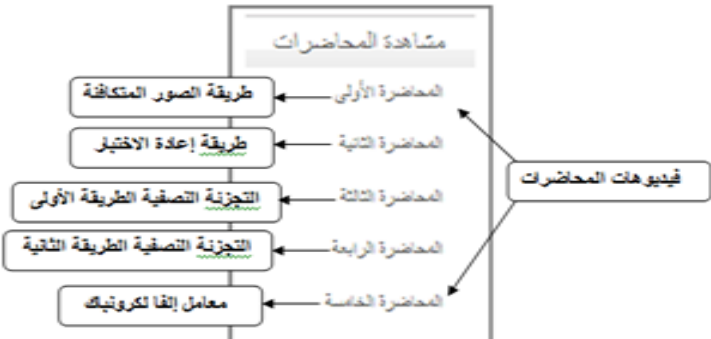 مشاهدة المحاضرات
المحاضرة الأولى
طريقة الصور المتكافئة
المحاضرة الثانية
طريقة إعادة الاختبار
فيديوهات المحاضرات
المحاضرة الثالثة
التجزئة النصفية الطريقة الأولى
المحاضرة الرابعة
التجزئة النصفية الطريقة الثانية
المحاضرة الخامسة
معامل إلفا لكرونباك